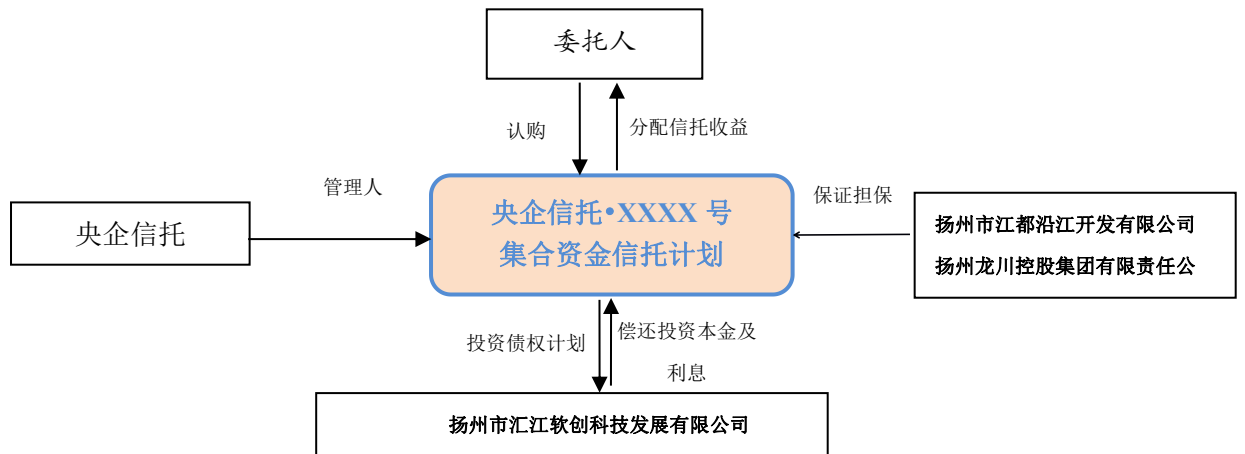 委托人
认购
分配信托收益
管理人
央企信托
央企信托•XXXX 号
集合资金信托计划
保证担保
扬州市江都沿江开发有限公司
扬州龙川控股集团有限责任公
投资债权计划
偿还投资本金及
利息
扬州市汇江软创科技发展有限公司